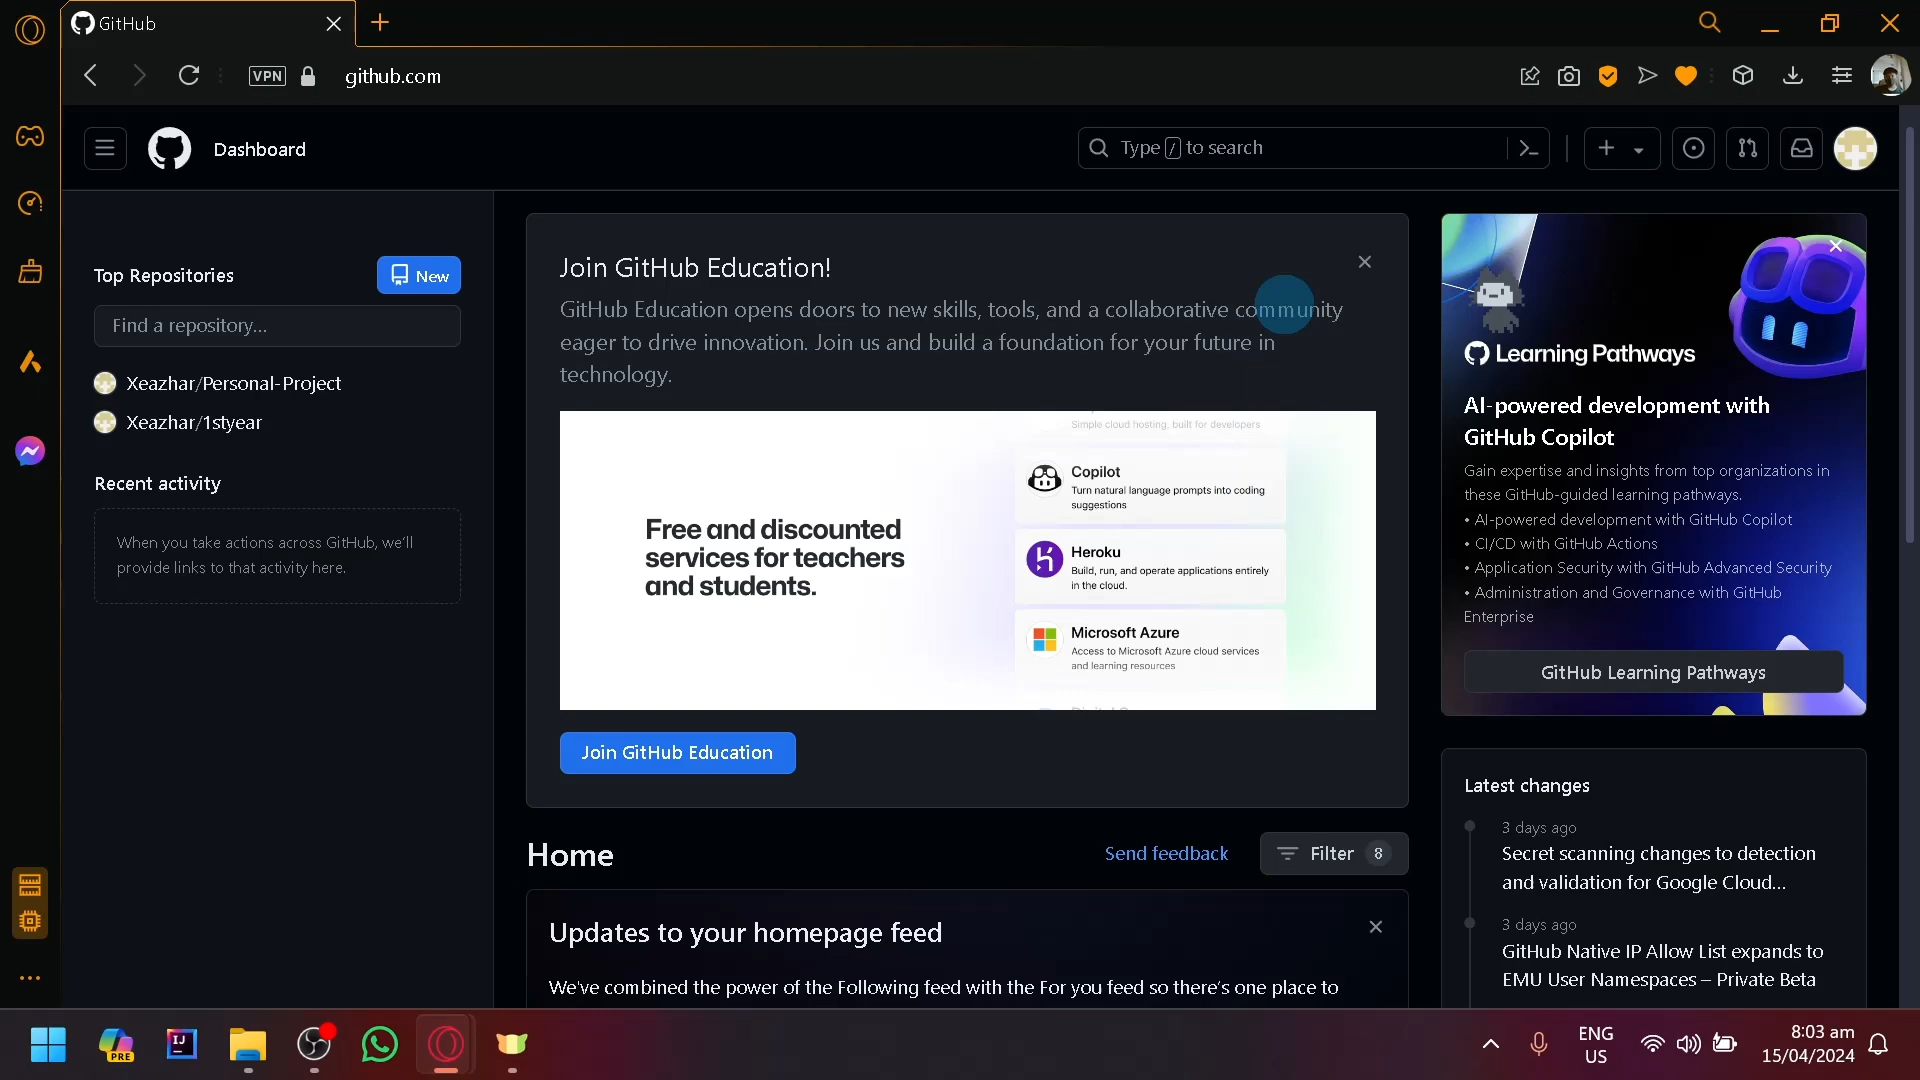 GitHub
VPN
github.com
Dashboard
Type / to search
Top Repositories
New
Find a repository...
Xeazhar/Personal-Project
Xeazhar/1styear
Recent activity
When you take actions across GitHub, we'll
provide links to that activity here.
Join GitHub Education!
GitHub Education opens doors to new skills, tools, and a collaborative community
eager to drive innovation. Join us and build a foundation for your future in
technology.
Free and discounted
services for teachers
and students.
Simple cloud hosting, built for developers
Copilot
Turn natural language prompts into coding
suggestions
Heroku
Build, run, and operate applications entirely
in the cloud.
Microsoft Azure
Access to Microsoft Azure cloud services
and learning resources
Join GitHub Education
Home
Send feedback
Filter 8
Updates to your homepage feed
We've combined the power of the Following feed with the For you feed so there's one place to
Learning Pathways
AI-powered development with
GitHub Copilot
Gain expertise and insights from top organizations in
these GitHub-guided learning pathways.
• AI-powered development with GitHub Copilot
• CI/CD with GitHub Actions
• Application Security with GitHub Advanced Security
• Administration and Governance with GitHub
Enterprise
GitHub Learning Pathways
Latest changes
3 days ago
Secret scanning changes to detection
and validation for Google Cloud...
3 days ago
GitHub Native IP Allow List expands to
EMU User Namespaces – Private Beta
PRE
IJ
ENG
US
8:03 am
15/04/2024